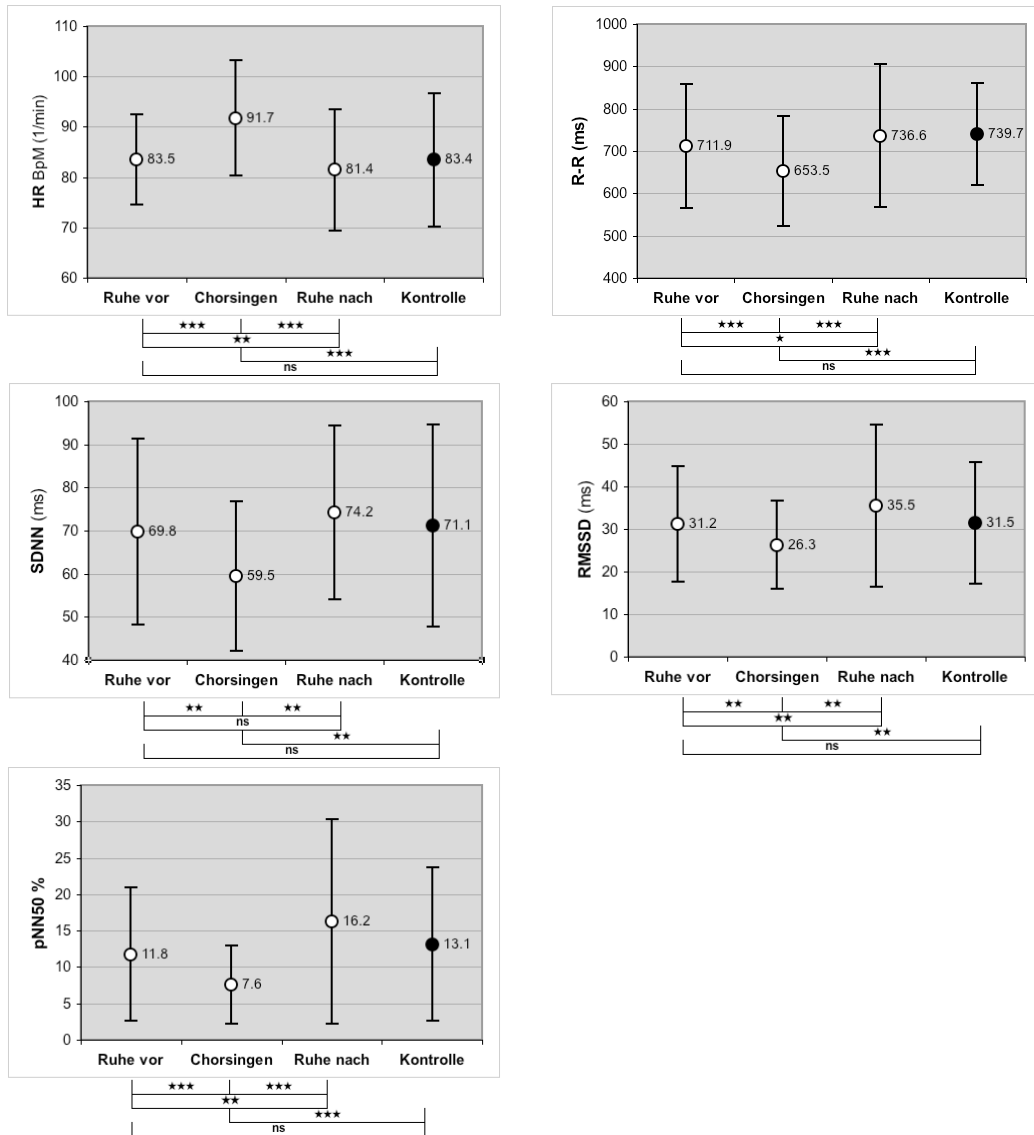 HR BpM (1/min)
110
100
90
80
70
60
83.5
91.7
81.4
83.4
Ruhe vor
Chorsingen
Ruhe nach
Kontrolle
★★★
★★★
★★
★★★
ns
R-R (ms)
1000
900
800
700
600
500
400
711.9
653.5
736.6
739.7
Ruhe vor
Chorsingen
Ruhe nach
Kontrolle
★★★
★★★
★
★★★
ns
SDNN (ms)
100
90
80
70
60
50
40
69.8
59.5
74.2
71.1
Ruhe vor
Chorsingen
Ruhe nach
Kontrolle
★★
★★
ns
★★
ns
RMSSD (ms)
60
50
40
30
20
10
0
31.2
26.3
35.5
31.5
Ruhe vor
Chorsingen
Ruhe nach
Kontrolle
★★
★★
★★
★★
ns
pNN50 %
35
30
25
20
15
10
5
0
11.8
7.6
16.2
13.1
Ruhe vor
Chorsingen
Ruhe nach
Kontrolle
★★★
★★★
★★
★★★
ns